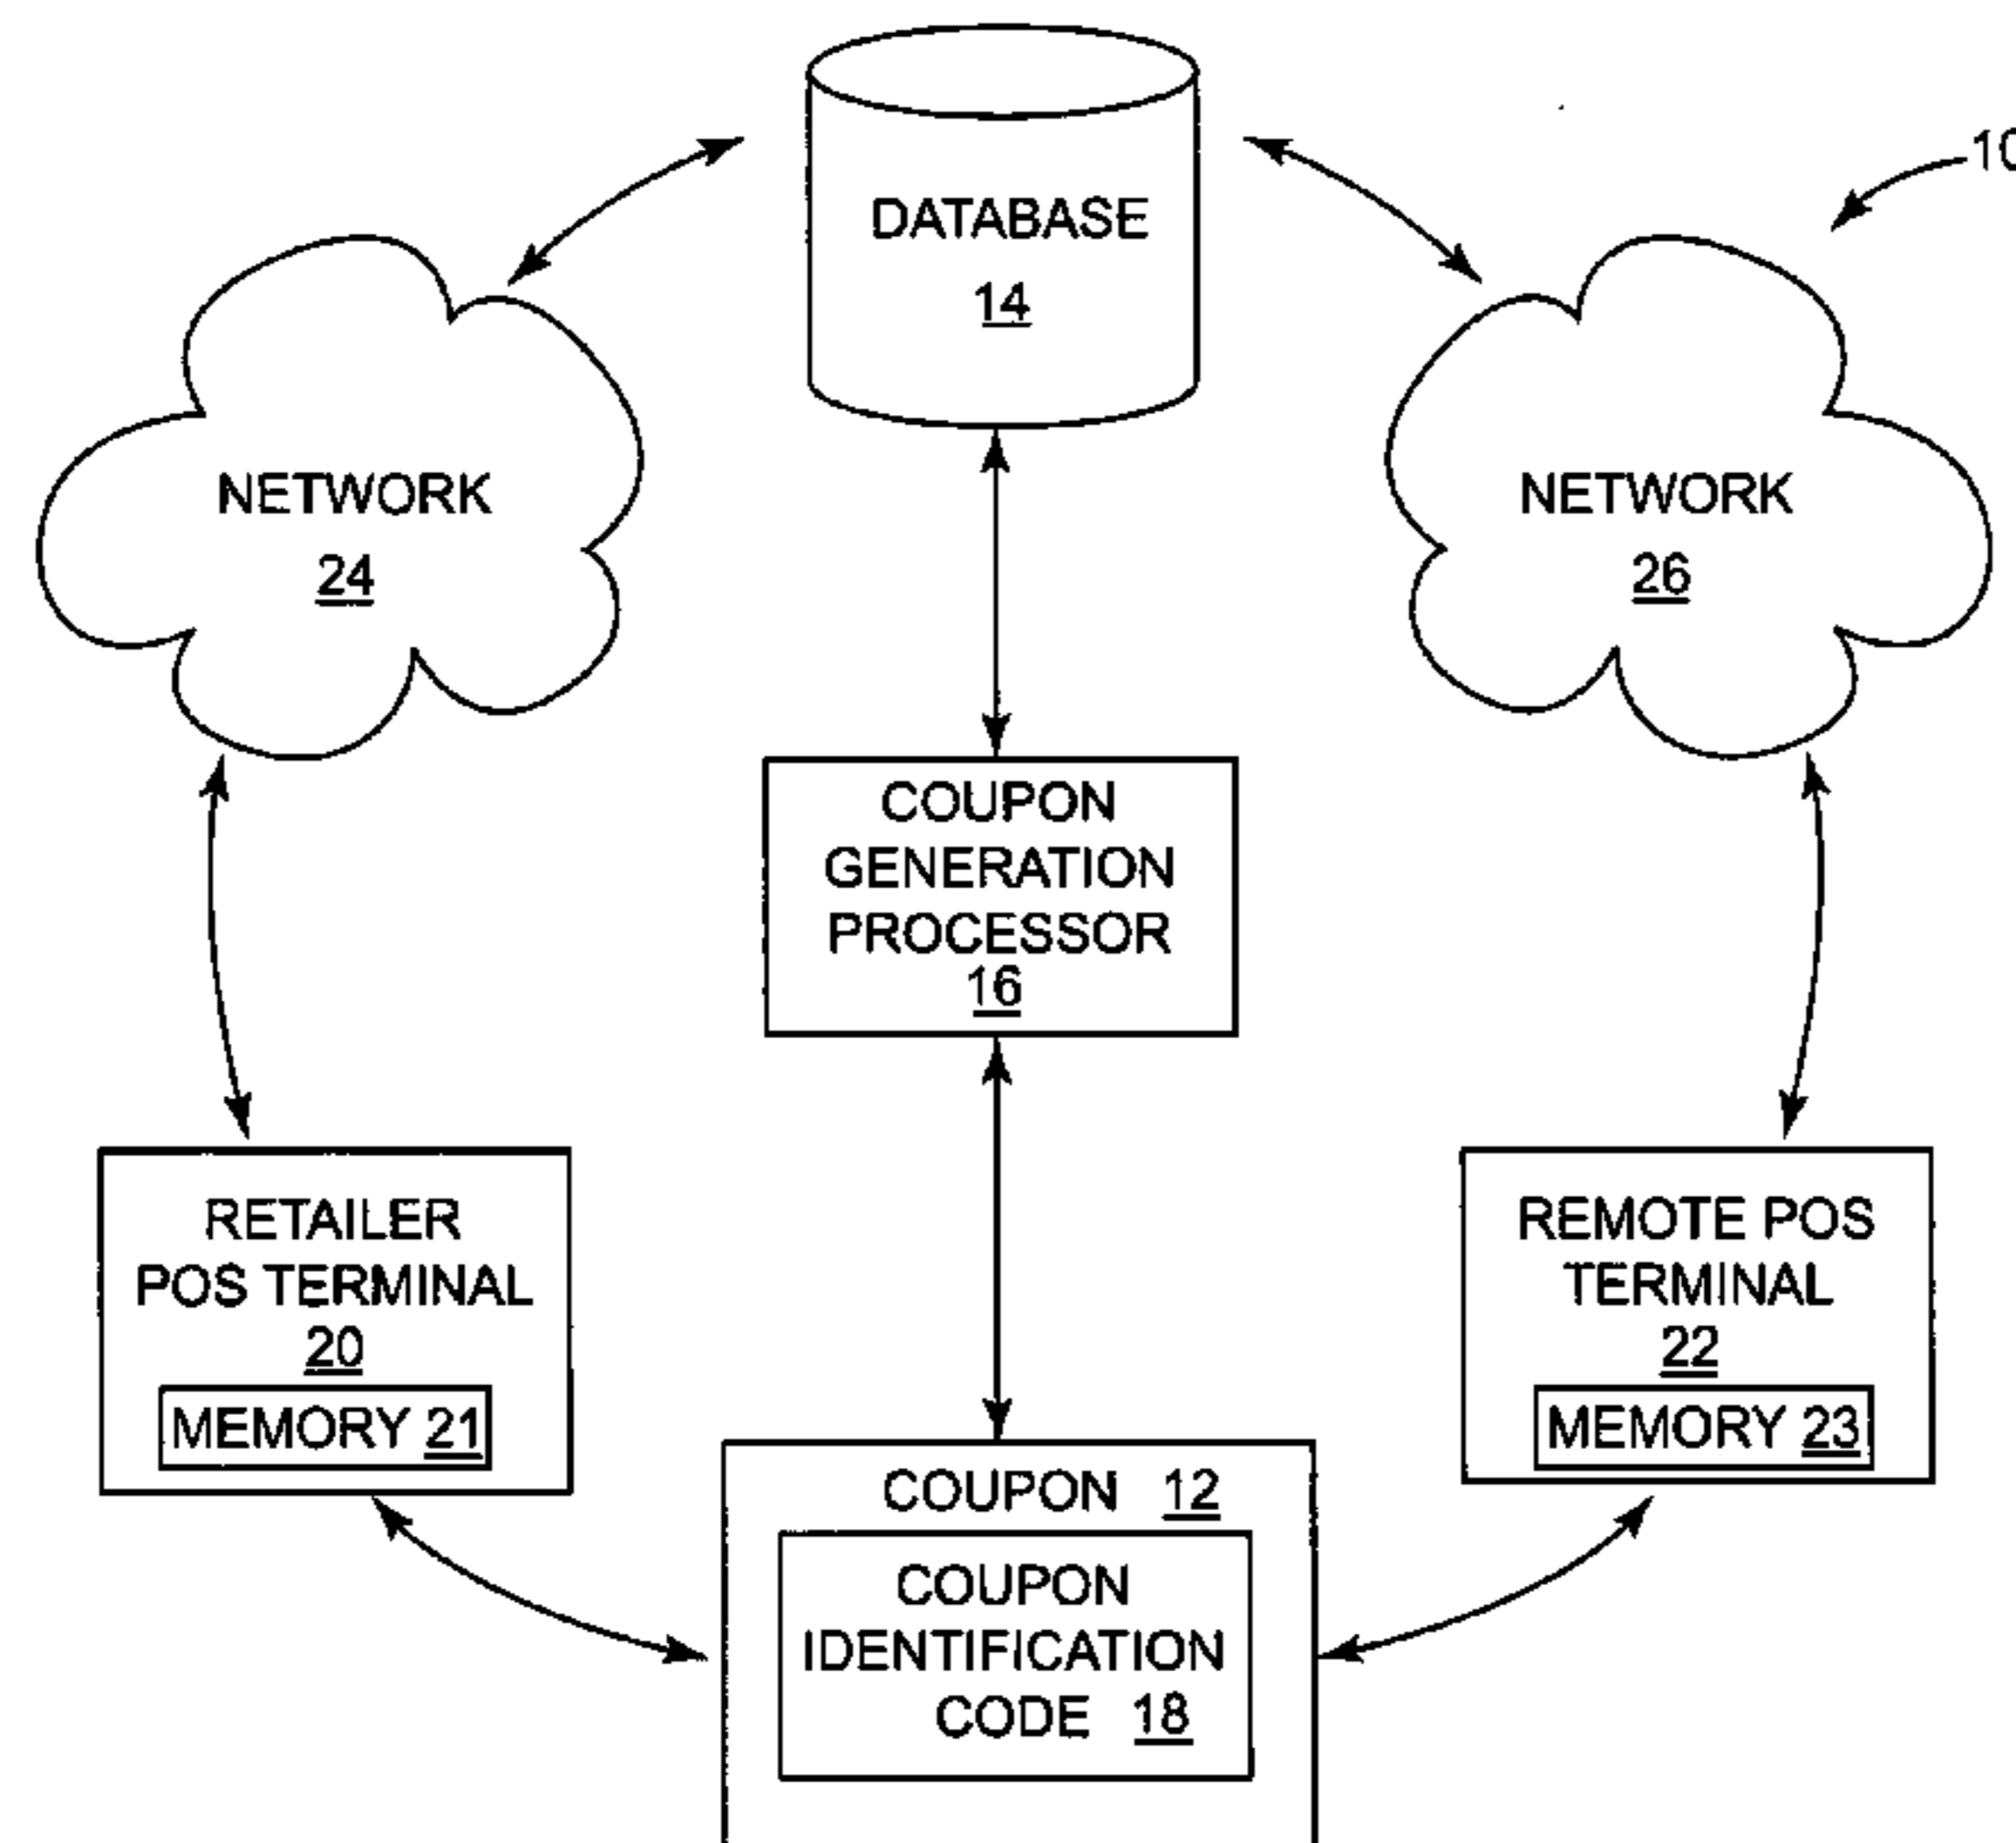 10
DATABASE
14
NETWORK
24
NETWORK
26
COUPON
GENERATION
PROCESSOR
16
RETAILER
POS TERMINAL
20
MEMORY 21
REMOTE POS
TERMINAL
22
MEMORY 23
COUPON 12
COUPON
IDENTIFICATION
CODE 18